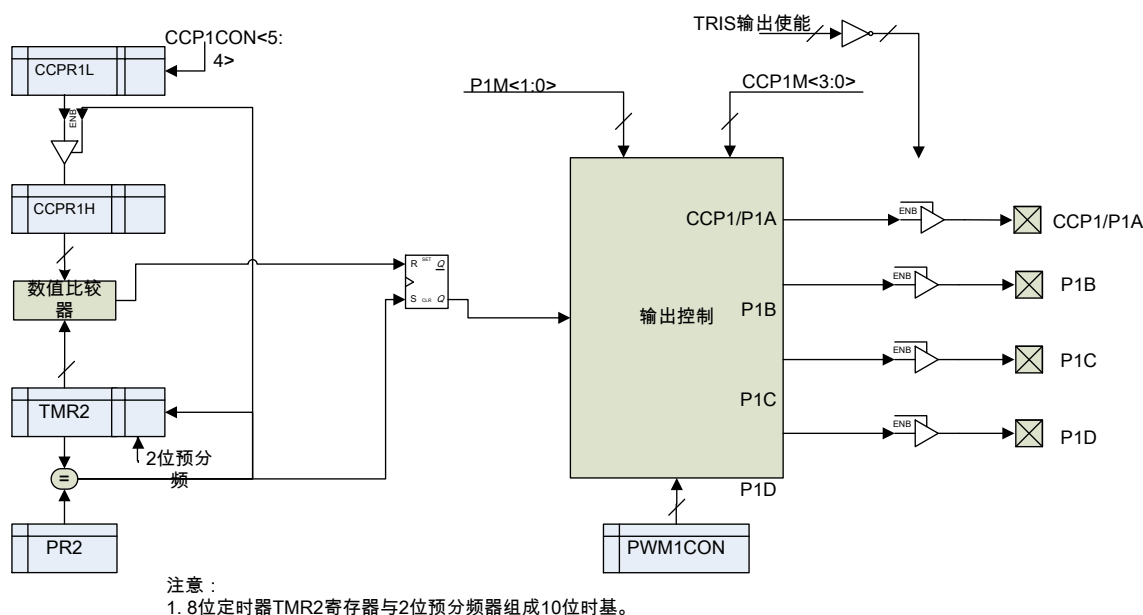 TRIS输出使能
CCP1CON<5:
4>
CCPR1L
P1M<1:0>
CCP1M<3:0>
ENB
CCPR1H
CCP1/P1A
ENB
CCP1/P1A
数值比较
器
R SET Q
S CLR Q
输出控制
P1B
ENB
P1B
P1C
ENB
P1C
TMR2
2位预分
频
=
P1D
ENB
P1D
PR2
PWM1CON
注意：
1. 8位定时器TMR2寄存器与2位预分频器组成10位时基。